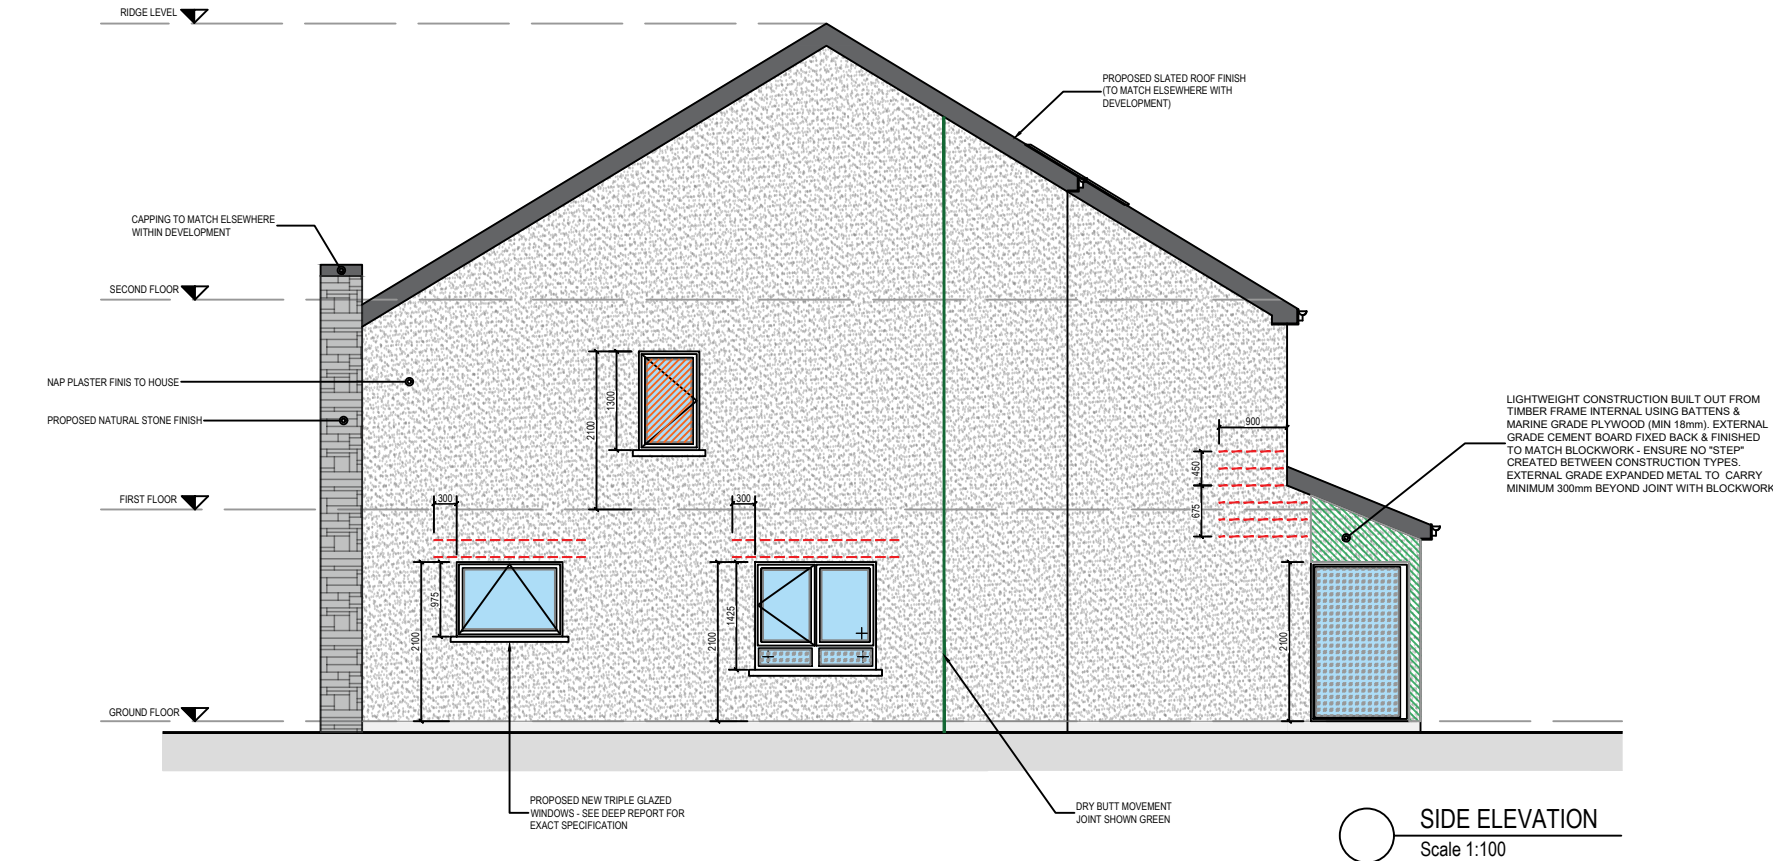 RIDGE LEVEL
PROPOSED SLATED ROOF FINISH
(TO MATCH ELSEWHERE WITH
DEVELOPMENT)
CAPPING TO MATCH ELSEWHERE
WITHIN DEVELOPMENT
SECOND FLOOR
NAP PLASTER FINIS TO HOUSE
PROPOSED NATURAL STONE FINISH
1300
2100
900
450
675
LIGHTWEIGHT CONSTRUCTION BUILT OUT FROM
TIMBER FRAME INTERNAL USING BATTENS &
MARINE GRADE PLYWOOD (MIN 18mm). EXTERNAL
GRADE CEMENT BOARD FIXED BACK & FINISHED
TO MATCH BLOCKWORK - ENSURE NO "STEP"
CREATED BETWEEN CONSTRUCTION TYPES.
EXTERNAL GRADE EXPANDED METAL TO CARRY
MINIMUM 300mm BEYOND JOINT WITH BLOCKWORK
FIRST FLOOR
300
300
975
2100
1425
2100
2100
GROUND FLOOR
PROPOSED NEW TRIPLE GLAZED
WINDOWS - SEE DEEP REPORT FOR
EXACT SPECIFICATION
DRY BUTT MOVEMENT
JOINT SHOWN GREEN
SIDE ELEVATION
Scale 1:100